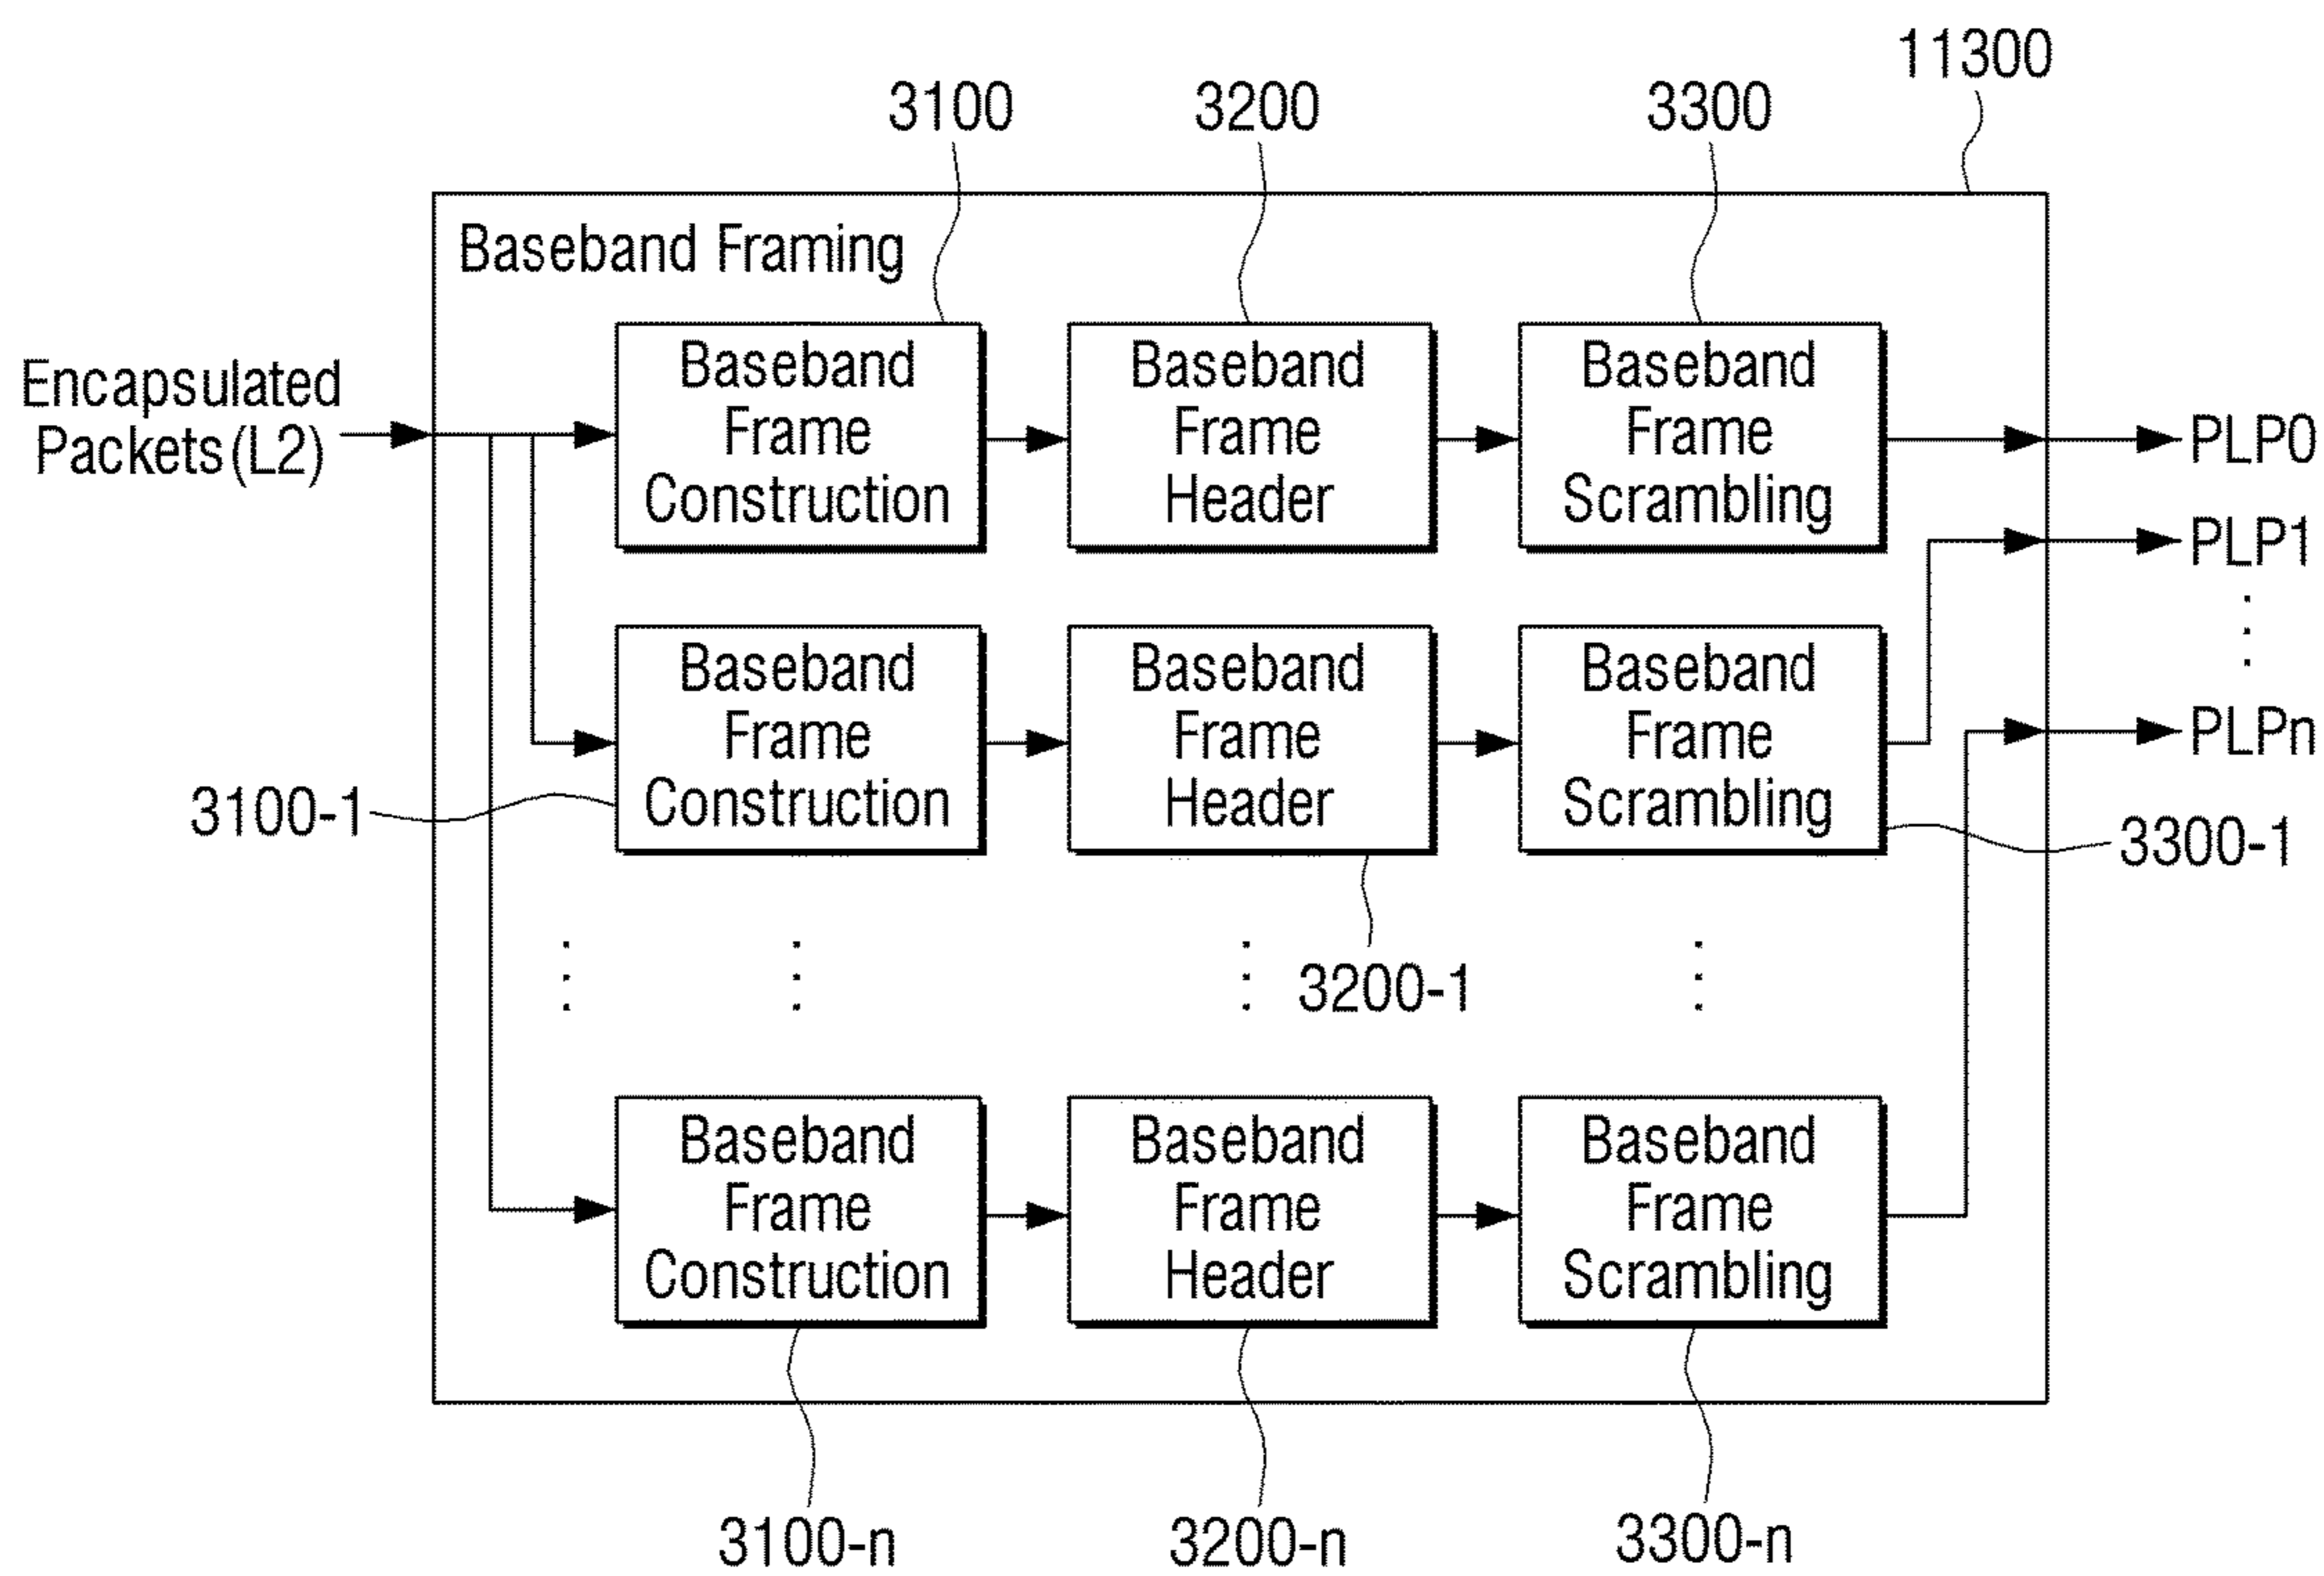 11300
3100
3200
3300
Baseband Framing
Encapsulated
Packets(L2)
Baseband
Frame
Construction
Baseband
Frame
Header
Baseband
Frame
Scrambling
PLP0
PLP1
PLPn
Baseband
Frame
Construction
Baseband
Frame
Header
Baseband
Frame
Scrambling
3100-1
3300-1
3200-1
Baseband
Frame
Construction
Baseband
Frame
Header
Baseband
Frame
Scrambling
3100-n
3200-n
3300-n